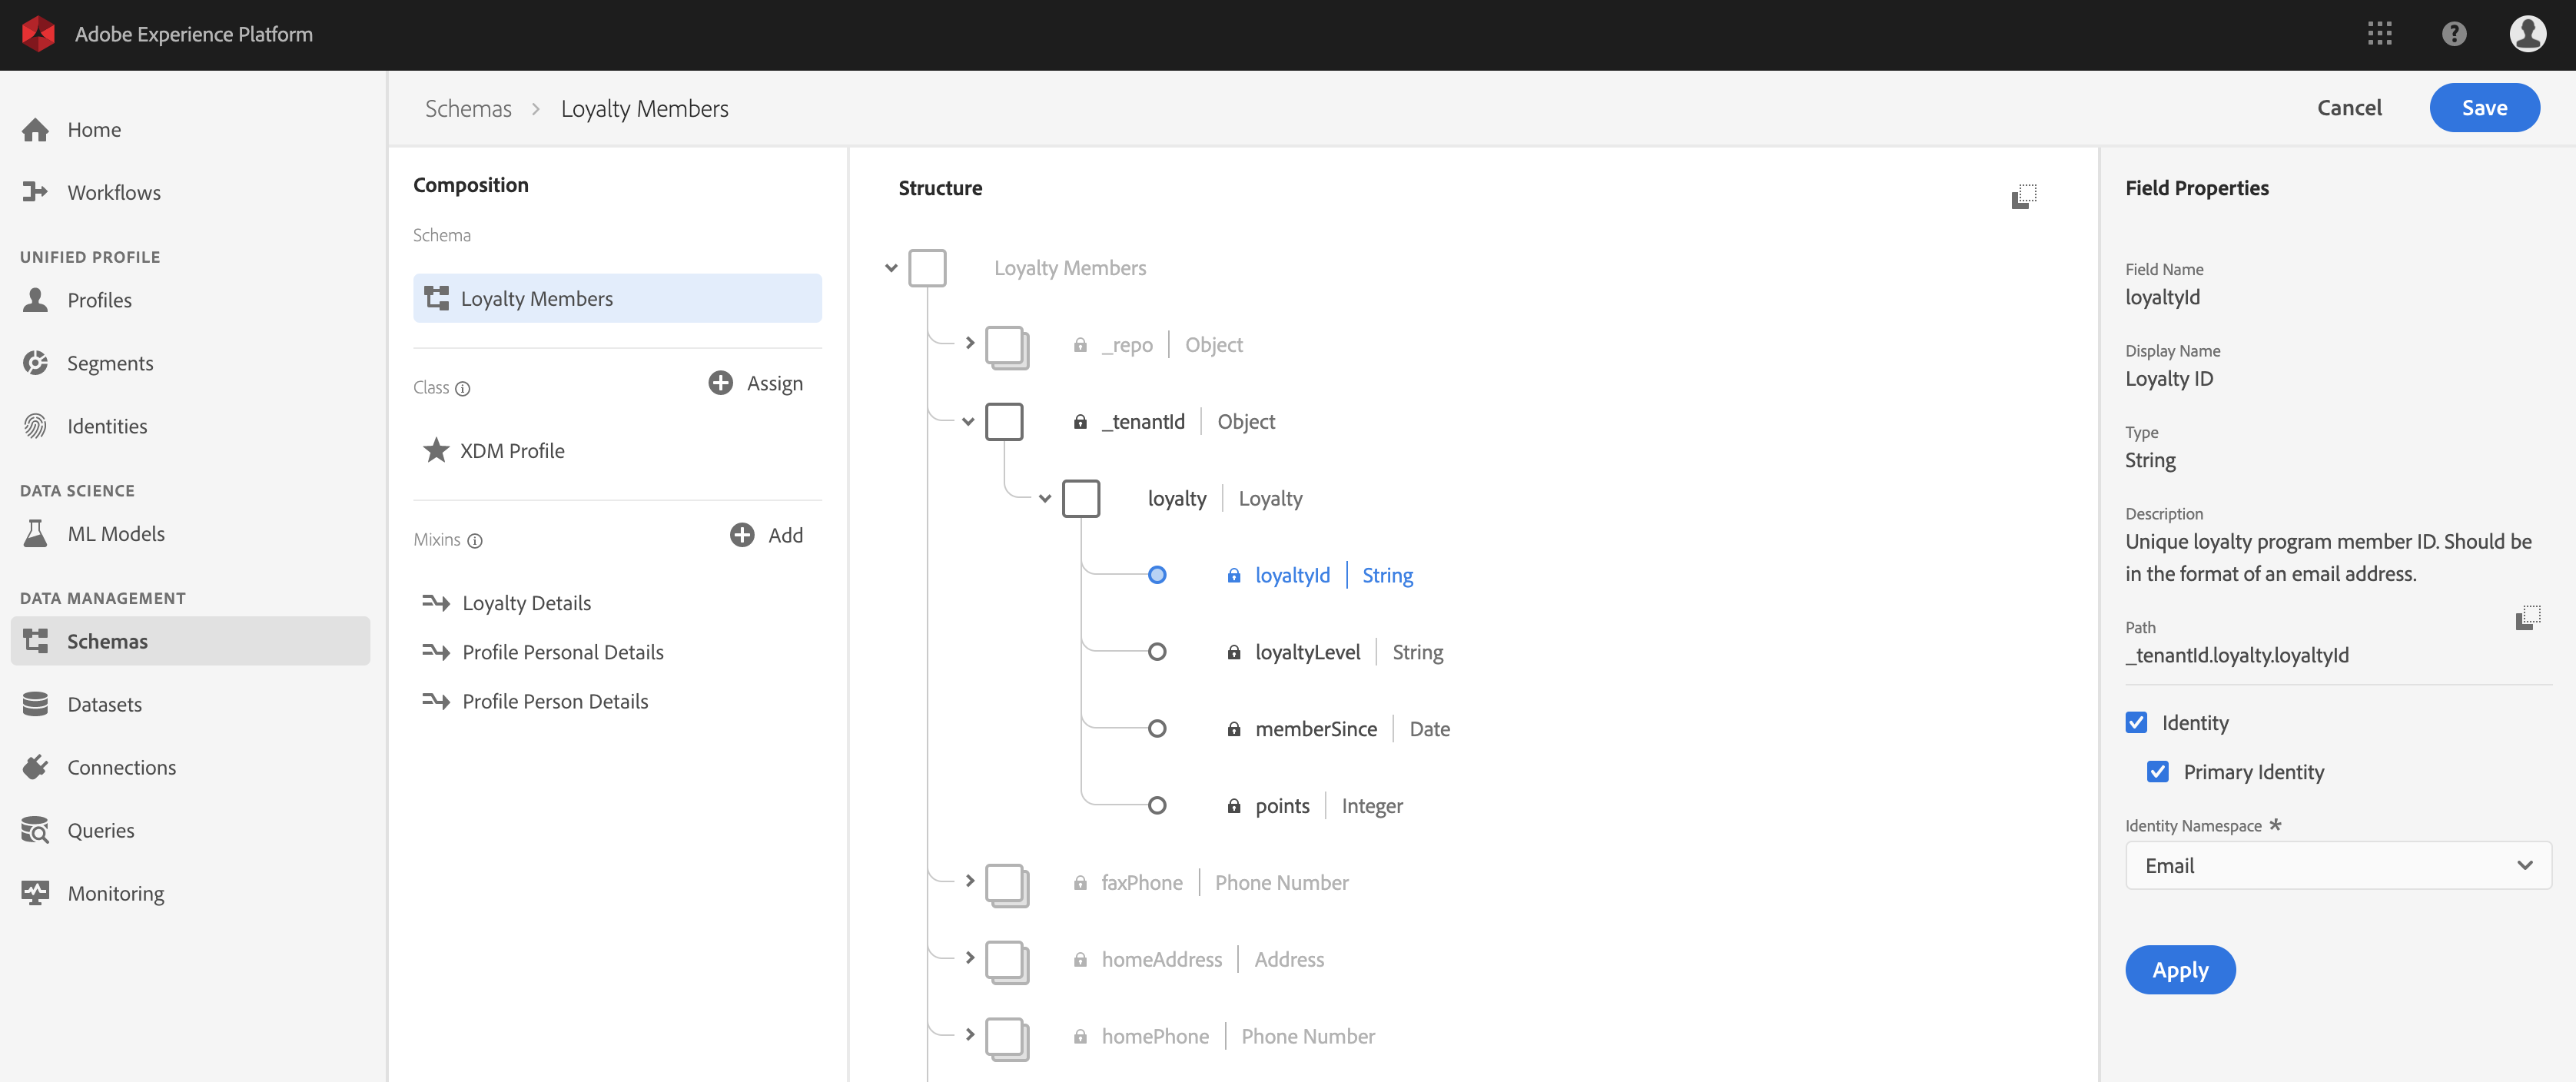 Adobe Experience Platform
Home
Workflows
UNIFIED PROFILE
Profiles
Segments
Identities
DATA SCIENCE
ML Models
DATA MANAGEMENT
Schemas
Datasets
Connections
Queries
Monitoring
Schemas > Loyalty Members
Cancel
Save
Composition
Schema
Loyalty Members
Class
Assign
XDM Profile
Mixins
Add
Loyalty Details
Profile Personal Details
Profile Person Details
Structure
Loyalty Members
_repo | Object
_tenantId | Object
loyalty | Loyalty
loyaltyId | String
loyaltyLevel | String
memberSince | Date
points | Integer
faxPhone | Phone Number
homeAddress | Address
homePhone | Phone Number
Field Properties
Field Name
loyaltyId
Display Name
Loyalty ID
Type
String
Description
Unique loyalty program member ID. Should be
in the format of an email address.
Path
_tenantId.loyalty.loyaltyId
Identity
Primary Identity
Identity Namespace *
Email
Apply